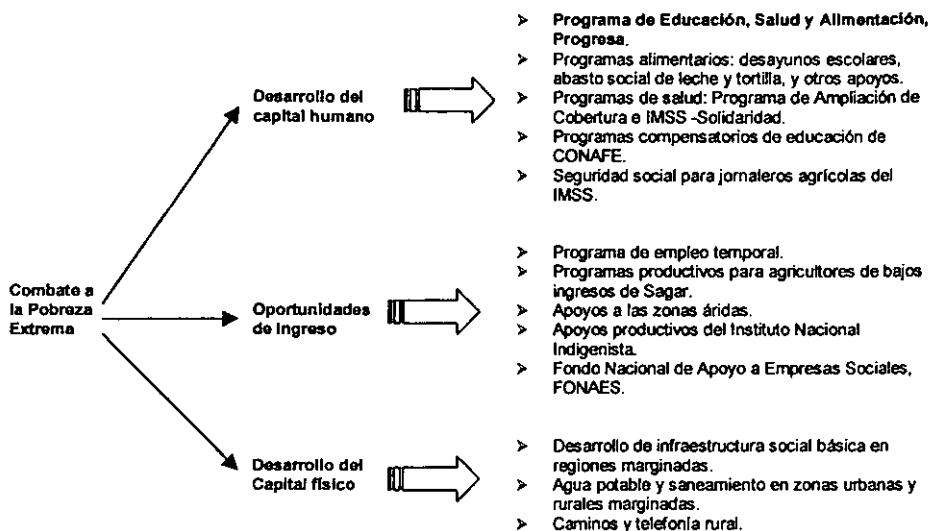 Combate a
la Pobreza
Extrema
Desarrollo del
capital humano
➤ Programa de Educación, Salud y Alimentación,
Progresa.
➤ Programas alimentarios: desayunos escolares,
abasto social de leche y tortilla, y otros apoyos.
➤ Programas de salud: Programa de Ampliación de
Cobertura e IMSS -Solidaridad.
➤ Programas compensatorios de educación de
CONAFE.
➤ Seguridad social para jornaleros agrícolas del
IMSS.
Oportunidades
de Ingreso
➤ Programa de empleo temporal.
➤ Programas productivos para agricultores de bajos
ingresos de Sagar.
➤ Apoyos a las zonas áridas.
➤ Apoyos productivos del Instituto Nacional
Indigenista.
➤ Fondo Nacional de Apoyo a Empresas Sociales,
FONAES.
Desarrollo del
Capital físico
➤ Desarrollo de infraestructura social básica en
regiones marginadas.
➤ Agua potable y saneamiento en zonas urbanas y
rurales marginadas.
➤ Caminos y telefonía rural.